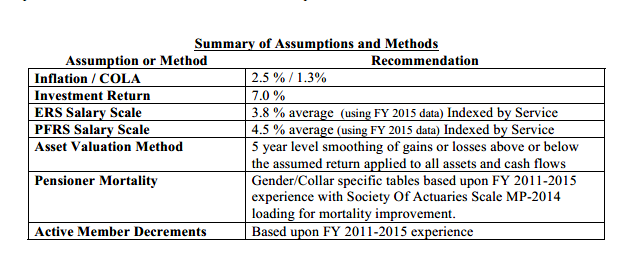 Summary of Assumptions and Methods
Assumption or Method Recommendation
Inflation / COLA 2.5 % / 1.3%
Investment Return 7.0 %
ERS Salary Scale 3.8 % average (using FY 2015 data) Indexed by Service
PFRS Salary Scale 4.5 % average (using FY 2015 data) Indexed by Service
Asset Valuation Method 5 year level smoothing of gains or losses above or below
the assumed return applied to all assets and cash flows
Pensioner Mortality Gender/Collar specific tables based upon FY 2011-2015
experience with Society Of Actuaries Scale MP-2014
loading for mortality improvement.
Active Member Decrements Based upon FY 2011-2015 experience